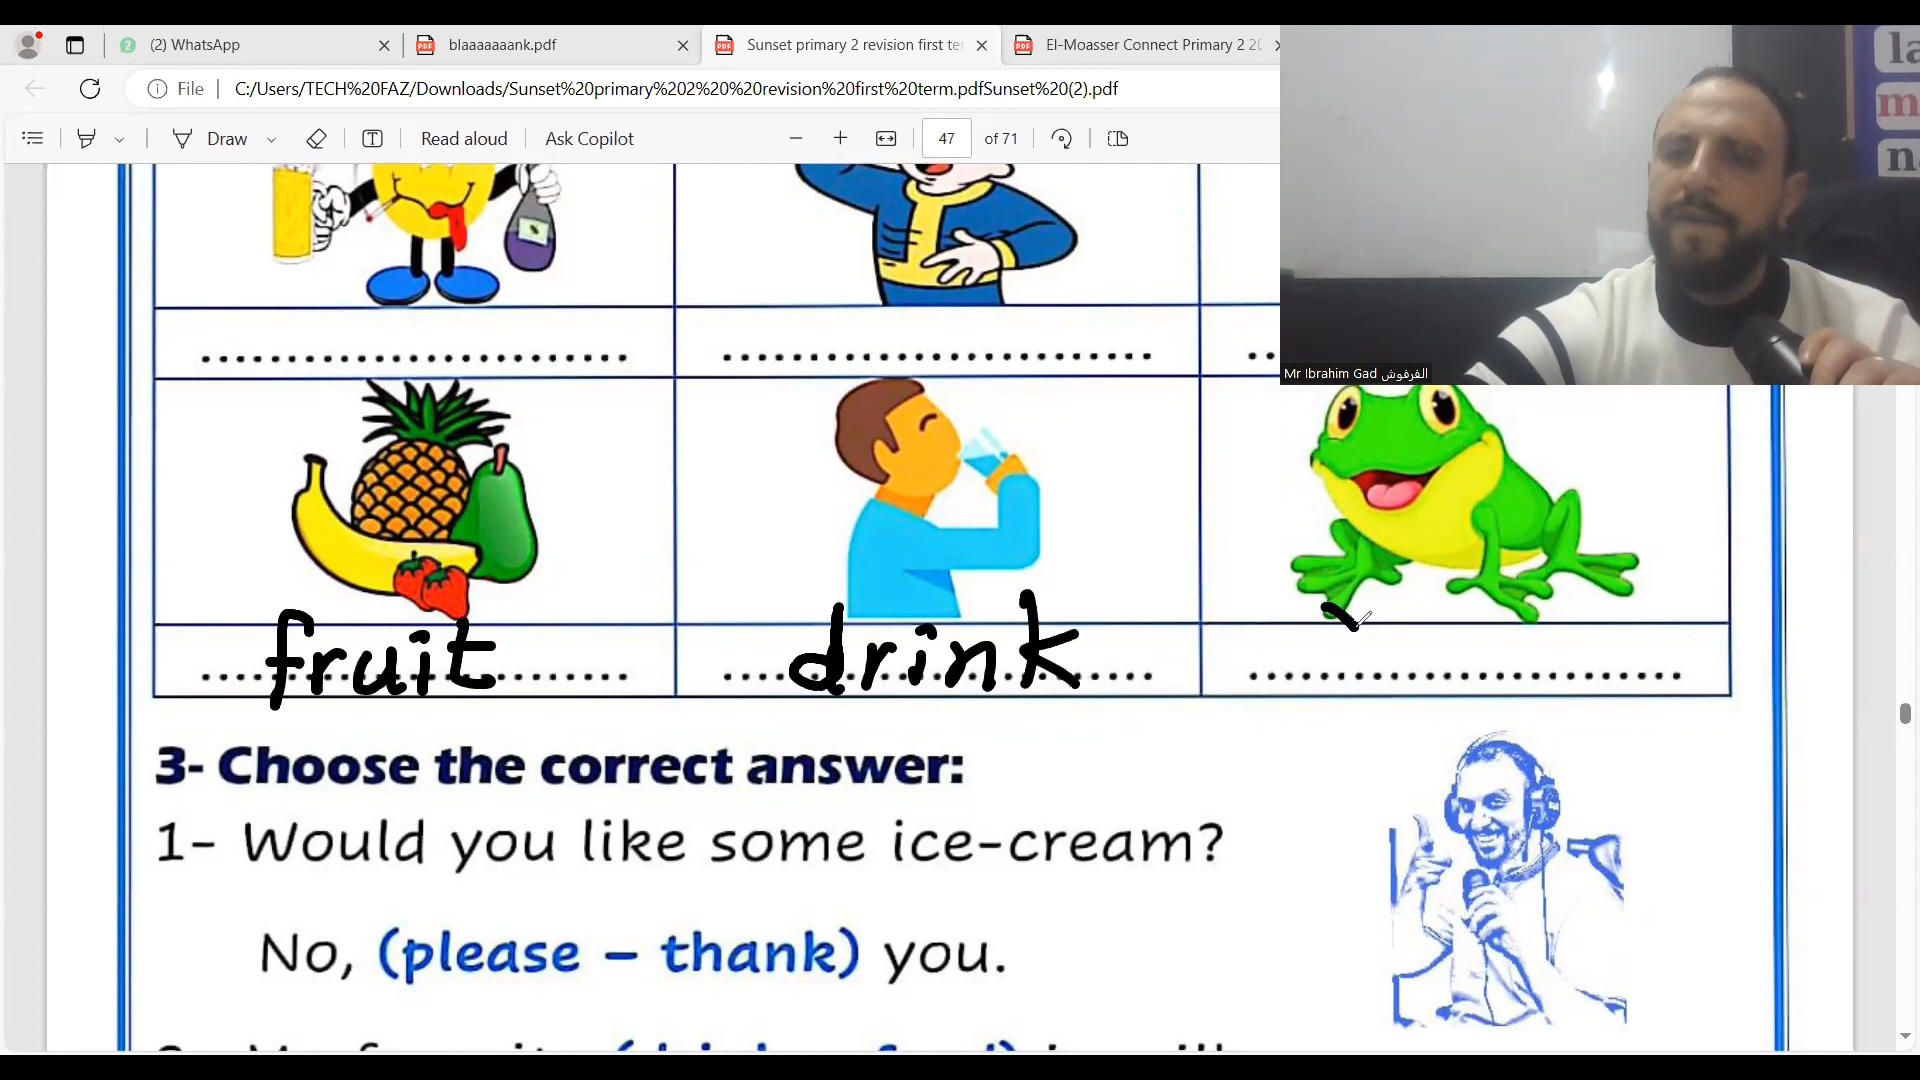 (2) WhatsApp
blaaaaaaank.pdf
Sunset primary 2 revision first te
El-Moasser Connect Primary 2 20
File
C:/Users/TECH%20FAZ/Downloads/Sunset%20primary%202%20%20revision%20first%20term.pdfSunset%20(2).pdf
Draw
Read aloud
Ask Copilot
47 of 71
Mr Ibrahim Gad الفرفوش
fruit drink
3- Choose the correct answer:
1- Would you like some ice-cream?
No, (please – thank) you.